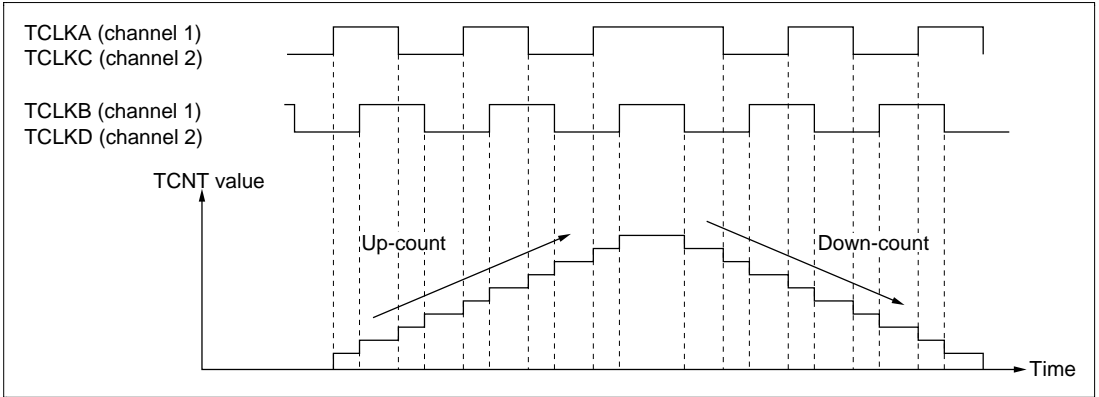 TCLKA (channel 1)
TCLKC (channel 2)
TCLKB (channel 1)
TCLKD (channel 2)
TCNT value
Up-count
Down-count
Time